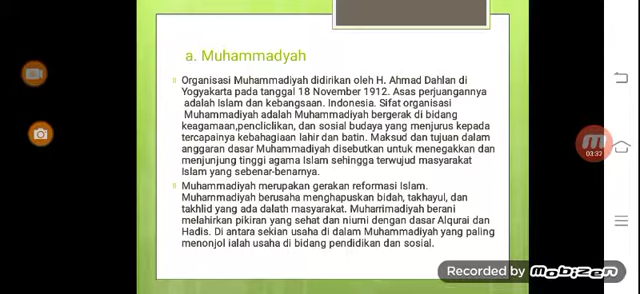 a. Muhammadyah
Organisasi Muhammadiyah didirikan oleh H. Ahmad Dahlan di
Yogyakarta pada tanggal 18 November 1912. Asas perjuangannya
adalah Islam dan kebangsaan. Indonesia. Sifat organisasi
Muhammadiyah adalah Muhammadiyah bergerak di bidang
keagamaan,pencliclikan, dan sosial budaya yang menjurus kepada
tercapainya kebahagiaan lahir dan batin. Maksud dan tujuan dalam
anggaran dasar Muhammadiyah disebutkan untuk menegakkan dan
menjunjung tinggi agama Islam sehingga terwujud masyarakat
Islam yang sebenar-benarnya.
Muhammadiyah merupakan gerakan reformasi Islam.
Muhammadiyah berusaha menghapuskan bidah, takhayul, dan
takhlid yang ada dalath masyarakat. Muharrimadiyah berani
melahirkan pikiran yang sehat dan niurni dengan dasar Alqurai dan
Hadis. Di antara sekian usaha di dalam Muhammadiyah yang paling
menonjol ialah usaha di bidang pendidikan dan sosial.
03:37
Recorded by mobizen